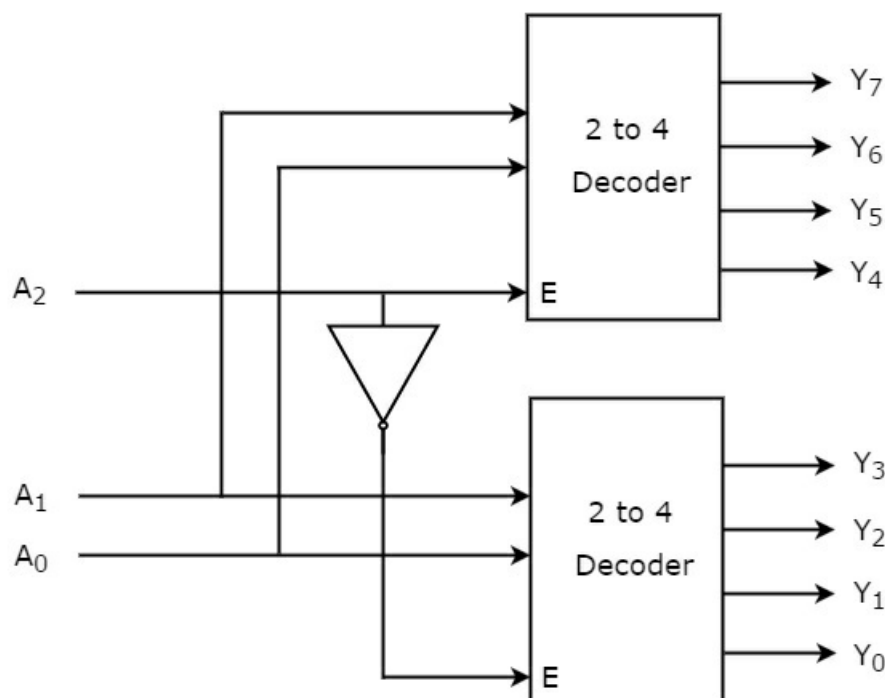 Y7
2 to 4
Y6
Decoder
Y5
Y4
A2
E
Y3
A1
2 to 4
Y2
A0
Decoder
Y1
Y0
E